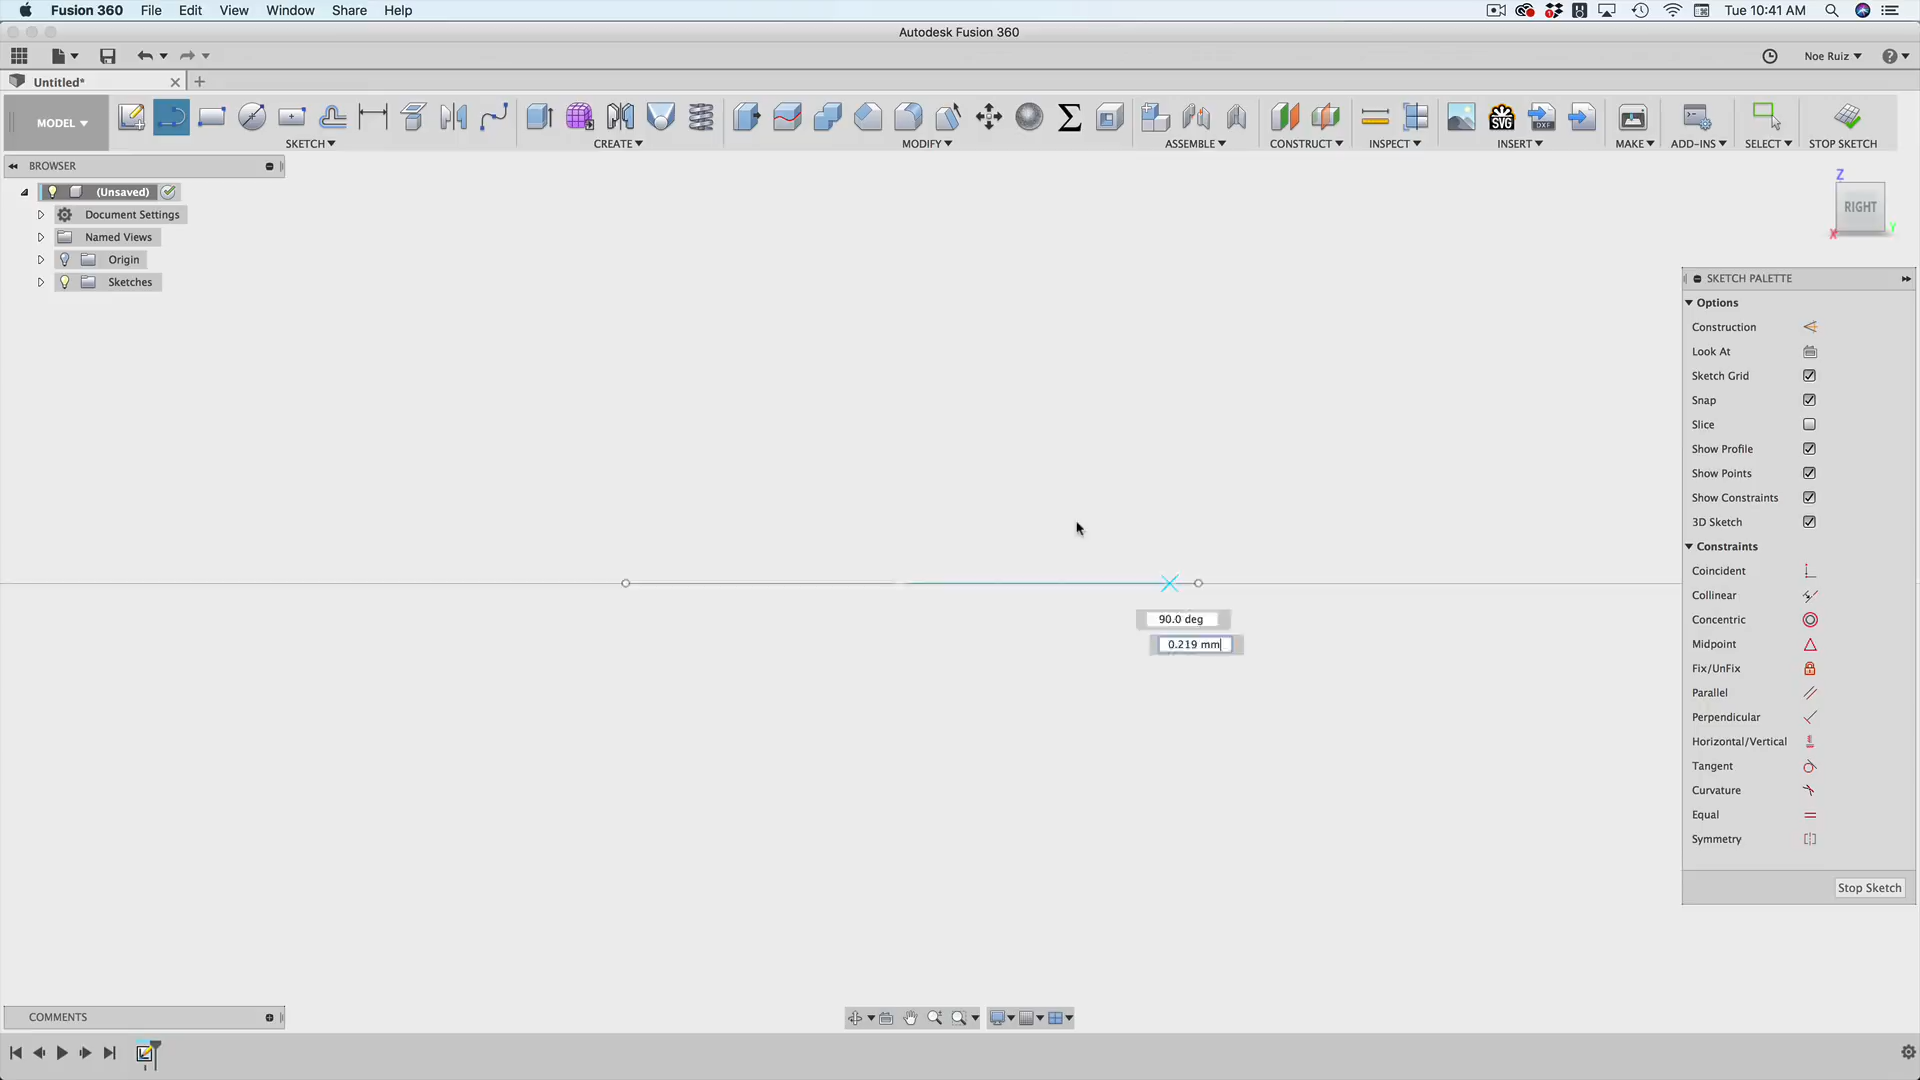 Fusion 360 File Edit View Window Share Help Tue 10:41 AM
Autodesk Fusion 360
Noe Ruiz
Untitled*
MODEL
SKETCH CREATE MODIFY ASSEMBLE CONSTRUCT INSPECT INSERT MAKE ADD-INS SELECT STOP SKETCH
SVG
DXF
BROWSER
(Unsaved)
Document Settings
Named Views
Origin
Sketches
Z
RIGHT
X
Y
SKETCH PALETTE
Options
Construction
Look At
Sketch Grid
Snap
Slice
Show Profile
Show Points
Show Constraints
3D Sketch
Constraints
Coincident
Collinear
Concentric
Midpoint
Fix/UnFix
Parallel
Perpendicular
Horizontal/Vertical
Tangent
Curvature
Equal
Symmetry
Stop Sketch
90.0 deg
0.219 mm
COMMENTS